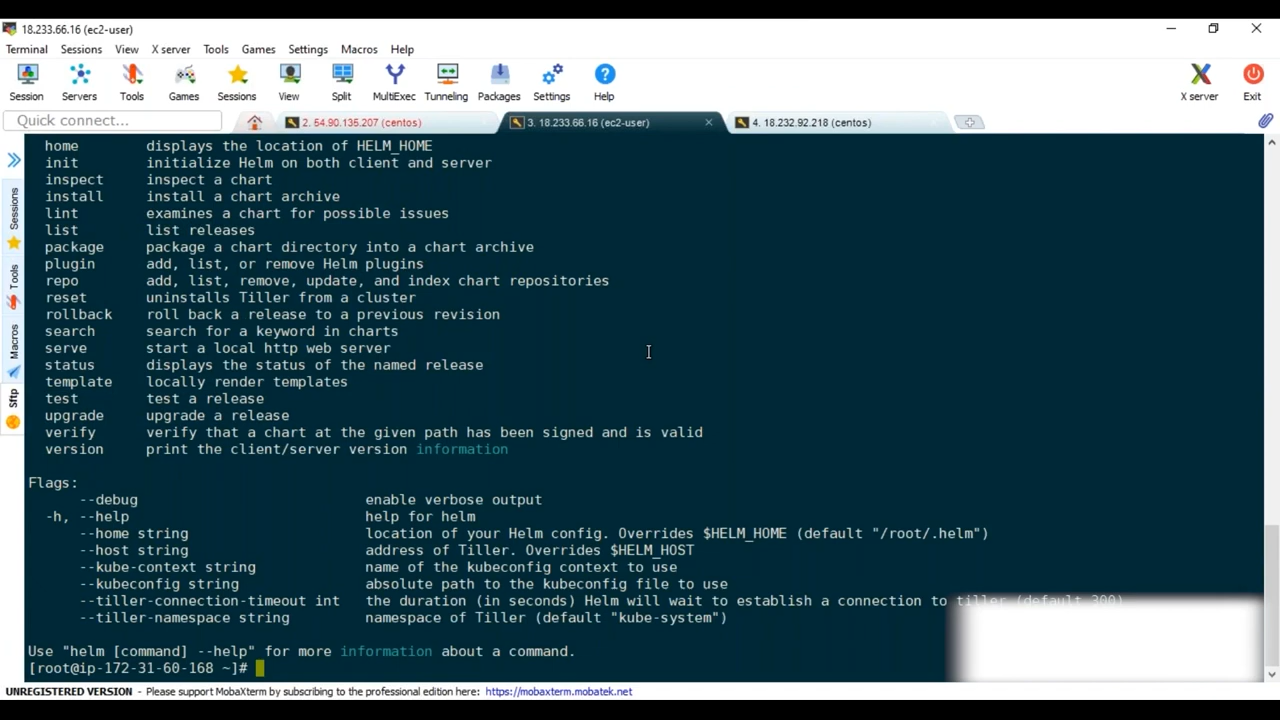 18.233.66.16 (ec2-user)
Terminal Sessions View X server Tools Games Settings Macros Help
Session Servers Tools Games Sessions View Split MultiExec Tunneling Packages Settings Help X server Exit
Quick connect... 2. 54.90.135.207 (centos) 3. 18.233.66.16 (ec2-user) 4. 18.232.92.218 (centos)
Sessions
Tools
Macros
Sftp
home displays the location of HELM_HOME
init initialize Helm on both client and server
inspect inspect a chart
install install a chart archive
lint examines a chart for possible issues
list list releases
package package a chart directory into a chart archive
plugin add, list, or remove Helm plugins
repo add, list, remove, update, and index chart repositories
reset uninstalls Tiller from a cluster
rollback roll back a release to a previous revision
search search for a keyword in charts
serve start a local http web server
status displays the status of the named release
template locally render templates
test test a release
upgrade upgrade a release
verify verify that a chart at the given path has been signed and is valid
version print the client/server version information
Flags:
--debug enable verbose output
-h, --help help for helm
--home string location of your Helm config. Overrides $HELM_HOME (default "/root/.helm")
--host string address of Tiller. Overrides $HELM_HOST
--kube-context string name of the kubeconfig context to use
--kubeconfig string absolute path to the kubeconfig file to use
--tiller-connection-timeout int the duration (in seconds) Helm will wait to establish a connection to tiller (default 300)
--tiller-namespace string namespace of Tiller (default "kube-system")
Use "helm [command] --help" for more information about a command.
[root@ip-172-31-60-168 ~]#
UNREGISTERED VERSION - Please support MobaXterm by subscribing to the professional edition here: https://mobaxterm.mobatek.net